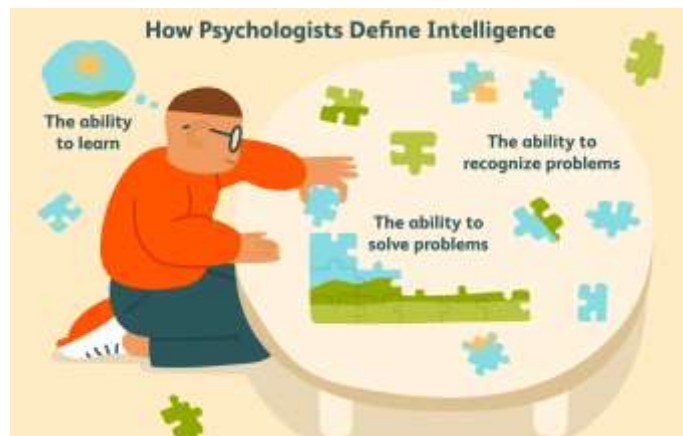 How Psychologists Define Intelligence
The ability
to learn
The ability to
recognize problems
The ability to
solve problems